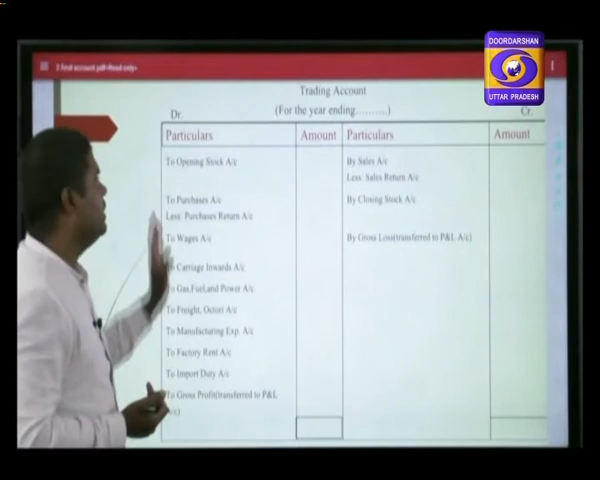 DOORDARSHAN
UTTAR PRADESH
2 final account.pdf<Read-only>
Trading Account
(For the year ending..........)
Dr.
Cr.
Particulars Amount Particulars Amount
To Opening Stock A/c
By Sales A/c
Less: Sales Return A/c
To Purchases A/c
By Closing Stock A/c
Less: Purchases Return A/c
To Wages A/c
By Gross Loss(transferred to P&L A/c)
To Carriage Inwards A/c
To Gas,Fuel,and Power A/c
To Freight, Octori A/c
To Manufacturing Exp. A/c
To Factory Rent A/c
To Import Duty A/c
To Gross Profit(transferred to P&L
A/c)